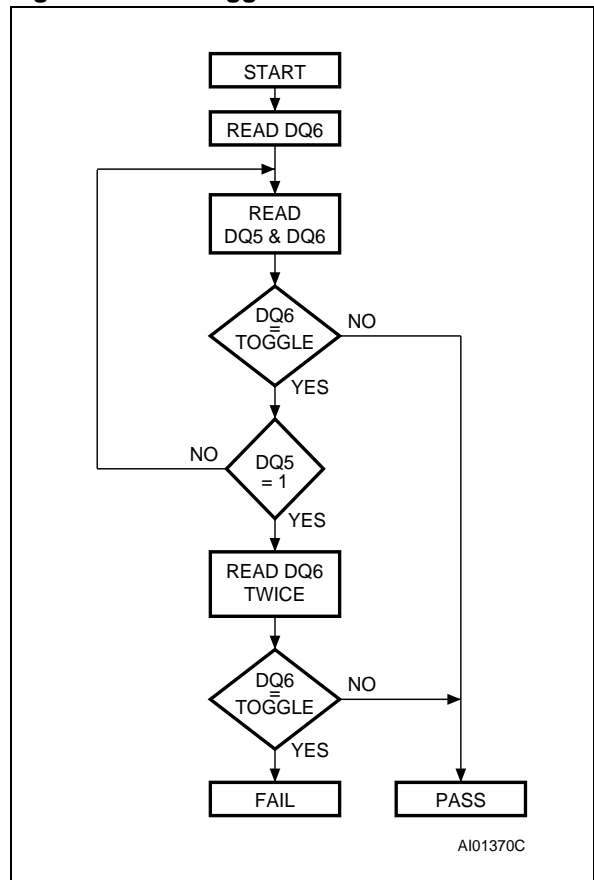 START
READ DQ6
READ
DQ5 & DQ6
DQ6
=
TOGGLE
NO
YES
NO
DQ5
= 1
YES
READ DQ6
TWICE
DQ6
=
TOGGLE
NO
YES
FAIL
PASS
AI01370C